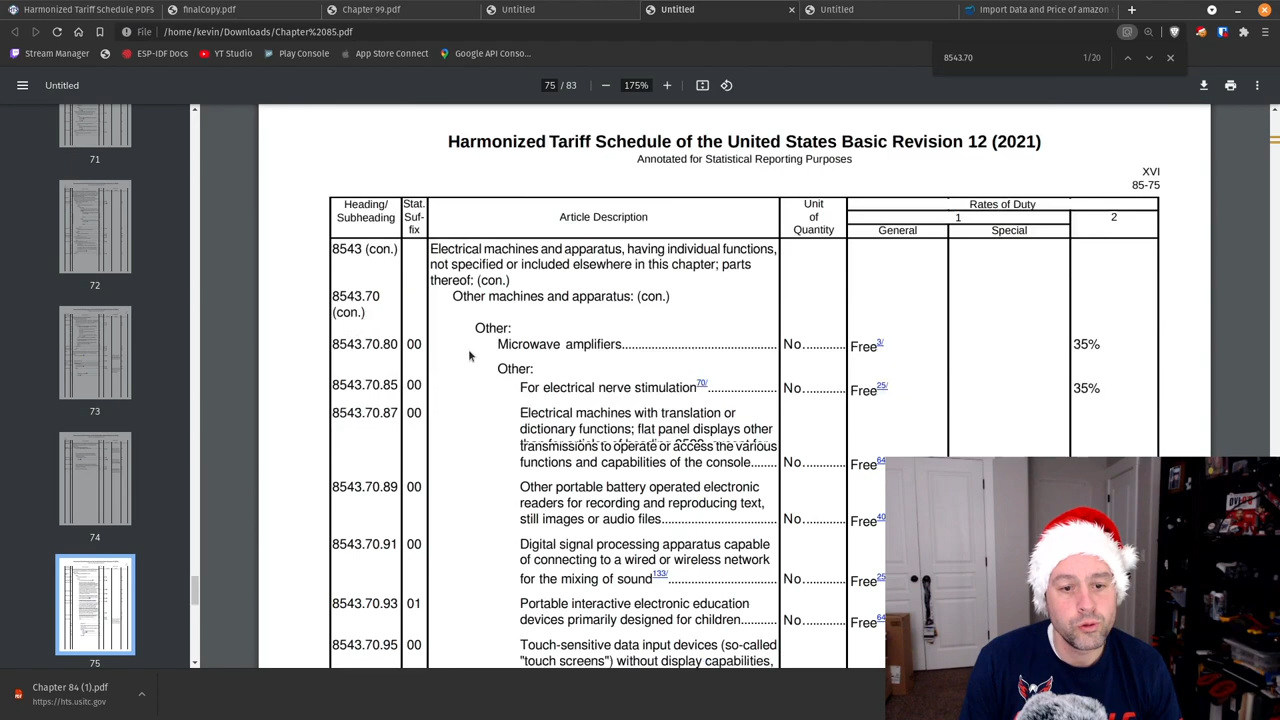 Harmonized Tariff Schedule PDFs
finalCopy.pdf
Chapter 99.pdf
Untitled
Untitled
Untitled
Import Data and Price of amazon
File
/home/kevin/Downloads/Chapter%2085.pdf
Stream Manager
ESP-IDF Docs
YT Studio
Play Console
App Store Connect
Google API Conso...
8543.70
1/20
Untitled
75 / 83
175%
71
72
73
74
75
Harmonized Tariff Schedule of the United States Basic Revision 12 (2021)
Annotated for Statistical Reporting Purposes
XVI
85-75
Heading/
Subheading
Stat.
Suf-
fix
Article Description
Unit
of
Quantity
Rates of Duty
1
2
General
Special
8543 (con.)
Electrical machines and apparatus, having individual functions,
not specified or included elsewhere in this chapter; parts
thereof: (con.)
8543.70
(con.)
Other machines and apparatus: (con.)
Other:
8543.70.80 00 Microwave amplifiers.......................................... No............ Free3/ 35%
Other:
8543.70.85 00 For electrical nerve stimulation70/.................. No............ Free25/ 35%
8543.70.87 00 Electrical machines with translation or
dictionary functions; flat panel displays other
transmissions to operate or access the various
functions and capabilities of the console....... No............ Free64
8543.70.89 00 Other portable battery operated electronic
readers for recording and reproducing text,
still images or audio files............................... No............ Free40
8543.70.91 00 Digital signal processing apparatus capable
of connecting to a wired or wireless network
for the mixing of sound133/............................... No............ Free25
8543.70.93 01 Portable interactive electronic education
devices primarily designed for children.......... No............ Free64
8543.70.95 00 Touch-sensitive data input devices (so-called
"touch screens") without display capabilities,
Chapter 84 (1).pdf
https://hts.usitc.gov